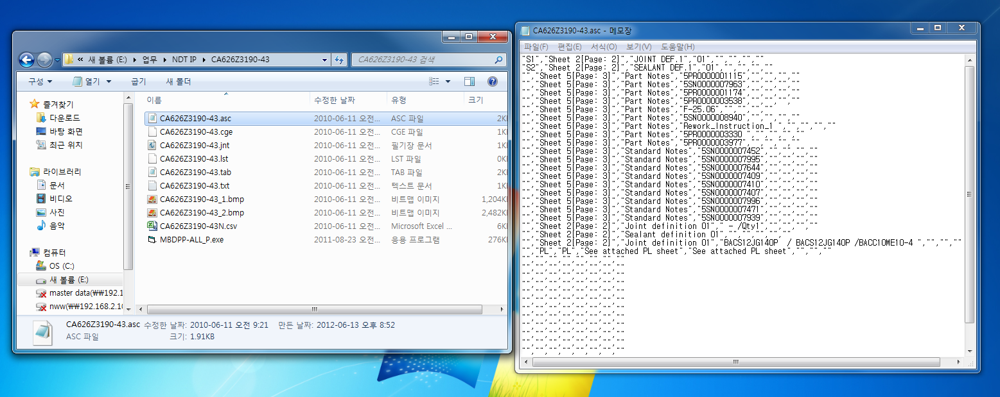 « 새 볼륨 (E:) ▸ 업무 ▸ NDT IP ▸ CA626Z3190-43
CA626Z3190-43 검색
구성 열기 굽기 새 폴더
이름 수정한 날짜 유형 크기
즐겨찾기
다운로드
바탕 화면
최근 위치
라이브러리
문서
비디오
사진
음악
컴퓨터
OS (C:)
새 볼륨 (E:)
master data(₩₩192.1
nww(₩₩192.168.2.10
CA626Z3190-43.asc 2010-06-11 오전... ASC 파일 2K
CA626Z3190-43.cge 2010-06-11 오전... CGE 파일 1K
CA626Z3190-43.jnt 2010-06-11 오전... 필기장 문서 1K
CA626Z3190-43.lst 2010-06-11 오전... LST 파일 0K
CA626Z3190-43.tab 2010-06-11 오전... TAB 파일 2K
CA626Z3190-43.txt 2010-06-11 오전... 텍스트 문서 1K
CA626Z3190-43_1.bmp 2010-06-11 오전... 비트맵 이미지 1,204K
CA626Z3190-43_2.bmp 2010-06-11 오전... 비트맵 이미지 2,482K
CA626Z3190-43N.csv 2010-06-11 오전... Microsoft Excel ... 6K
MBDPP-ALL_P.exe 2011-08-23 오전... 응용 프로그램 276K
CA626Z3190-43.asc 수정한 날짜: 2010-06-11 오전 9:21 만든 날짜: 2012-06-13 오후 8:52
ASC 파일 크기: 1.91KB
CA626Z3190-43.asc - 메모장
파일(F) 편집(E) 서식(O) 보기(V) 도움말(H)
"S1","Sheet 2[Page: 2]","JOINT DEF.1","01","","","",""
"S2","Sheet 2[Page: 2]","SEALANT DEF.1","01","","","",""
"","Sheet 5[Page: 3]","Part Notes","5PR0000001115","","","",""
"","Sheet 5[Page: 3]","Part Notes","5SN0000007963","","","",""
"","Sheet 5[Page: 3]","Part Notes","5PR0000001174","","","",""
"","Sheet 5[Page: 3]","Part Notes","5PR0000003538","","","",""
"","Sheet 5[Page: 3]","Part Notes","F-25.06","","","",""
"","Sheet 5[Page: 3]","Part Notes","5SN0000008940","","","",""
"","Sheet 5[Page: 3]","Part Notes","Rework_Instruction_1 ","","","",""
"","Sheet 5[Page: 3]","Part Notes","5PR0000003330 ","","","",""
"","Sheet 5[Page: 3]","Part Notes","5PR0000003977","","","",""
"","Sheet 5[Page: 3]","Standard Notes","5SN0000007452","","","",""
"","Sheet 5[Page: 3]","Standard Notes","5SN0000007995","","","",""
"","Sheet 5[Page: 3]","Standard Notes","5SN0000007644","","","",""
"","Sheet 5[Page: 3]","Standard Notes","5SN0000007409","","","",""
"","Sheet 5[Page: 3]","Standard Notes","5SN0000007410","","","",""
"","Sheet 5[Page: 3]","Standard Notes","5SN0000007407","","","",""
"","Sheet 5[Page: 3]","Standard Notes","5SN0000007996","","","",""
"","Sheet 5[Page: 3]","Standard Notes","5SN0000007471","","","",""
"","Sheet 5[Page: 3]","Standard Notes","5SN0000007939","","","",""
"","Sheet 2[Page: 2]","Joint definition 01"," - /Qty1","","","",""
"","Sheet 2[Page: 2]","Sealant definition 01","","","","",""
"","Sheet 2[Page: 2]","Joint definition 01","BACS12JG140P / BACS12JG140P /BACC10ME10-4 ","","","",""
"","PL","PL","See attached PL sheet","See attached PL sheet","","",""
"","","","","","","",""
"","","","","","","",""
"","","","","","","",""
"","","","","","","",""
"","","","","","","",""
"","","","","","","",""
"","","","","","","",""
"","","","","","","",""
"","","","","","","",""
"","","","","","","",""
"","","","","","","",""
"","","","","","","",""